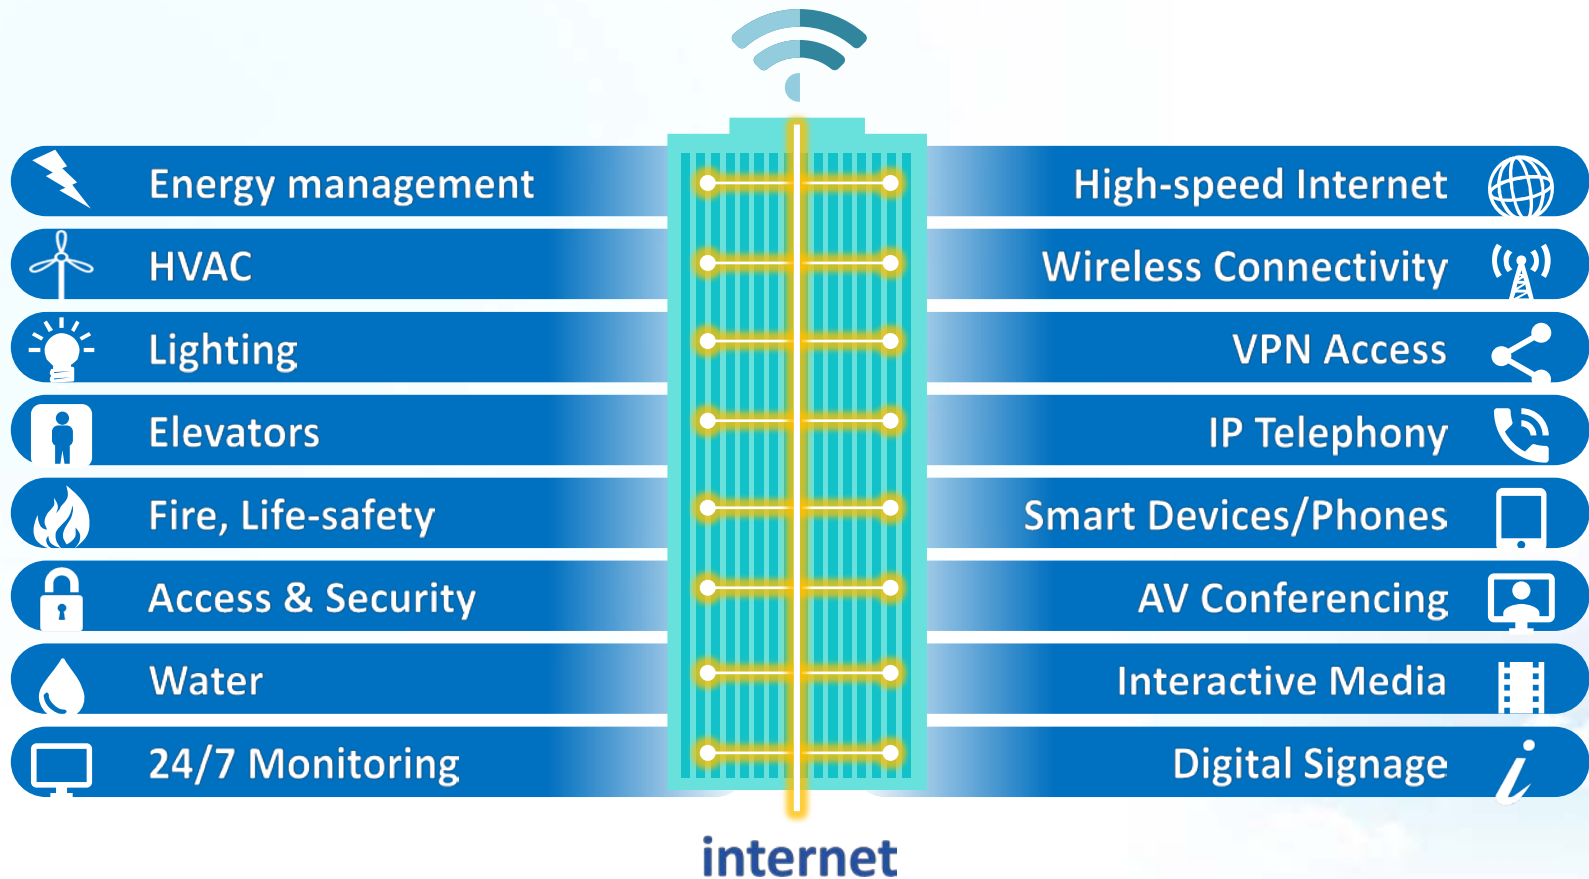 Energy management
HVAC
Lighting
Elevators
Fire, Life-safety
Access & Security
Water
24/7 Monitoring
High-speed Internet
Wireless Connectivity
VPN Access
IP Telephony
Smart Devices/Phones
AV Conferencing
Interactive Media
Digital Signage
internet